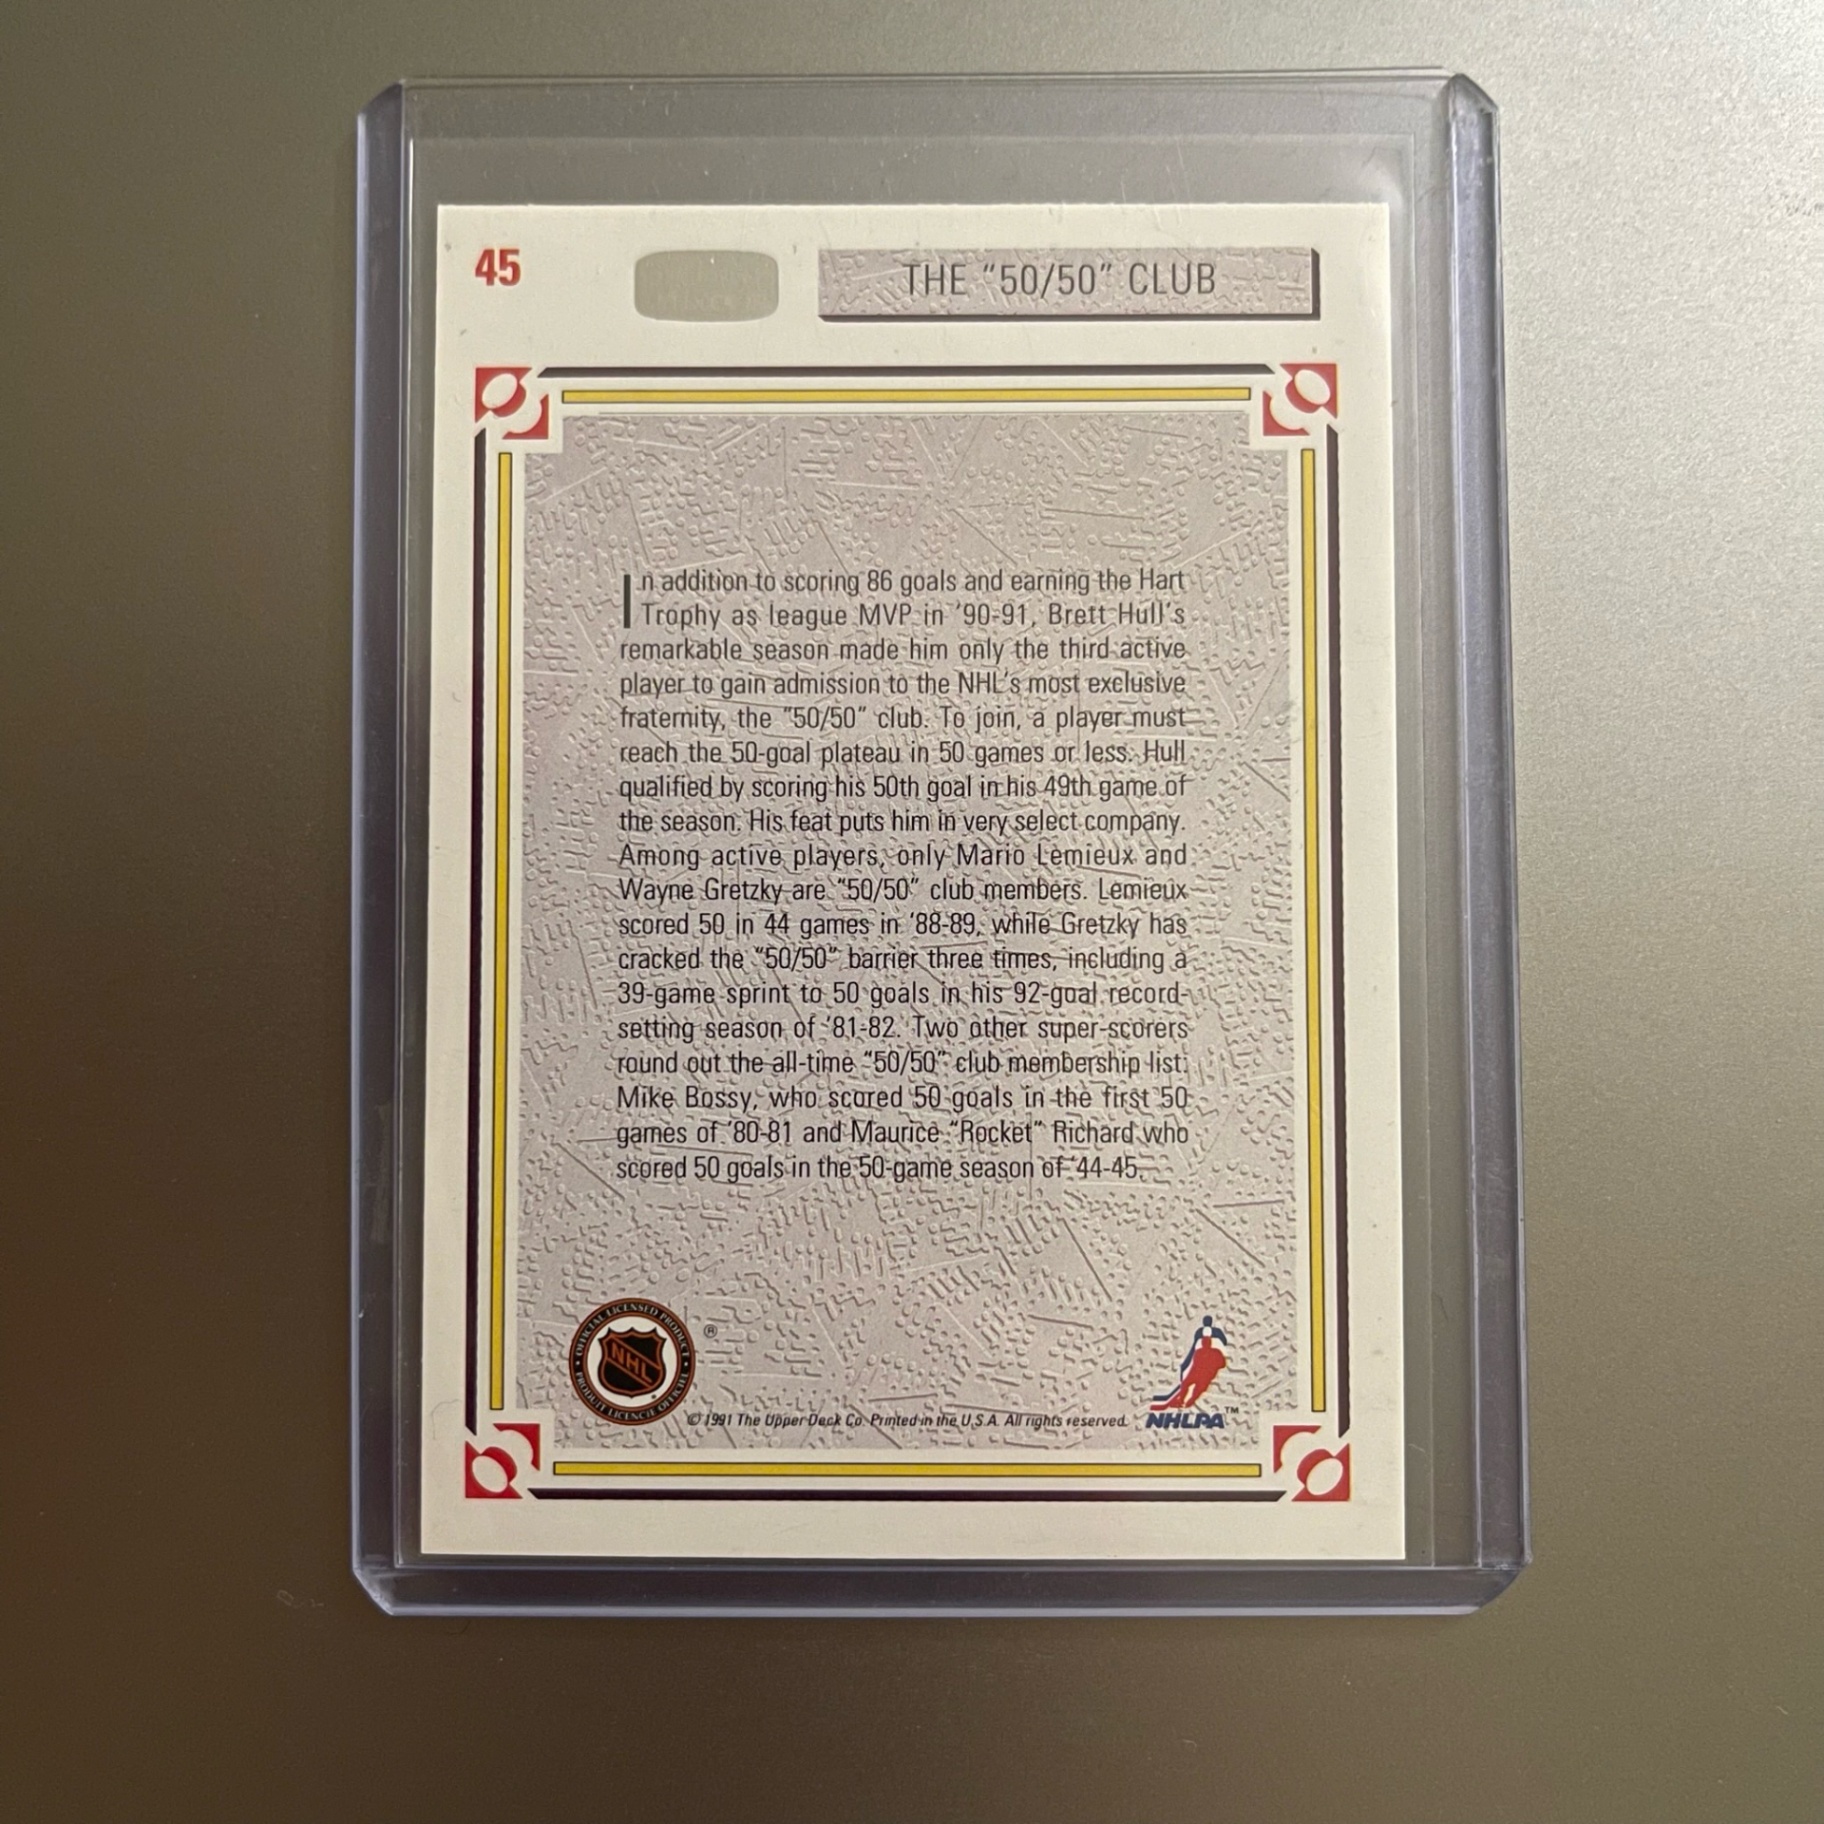 45
THE “50/50” CLUB
In addition to scoring 86 goals and earning the Hart
Trophy as league MVP in ’90-91, Brett Hull’s
remarkable season made him only the third active
player to gain admission to the NHL’s most exclusive
fraternity, the “50/50” club. To join, a player must
reach the 50-goal plateau in 50 games or less. Hull
qualified by scoring his 50th goal in his 49th game of
the season. His feat puts him in very select company.
Among active players, only Mario Lemieux and
Wayne Gretzky are “50/50” club members. Lemieux
scored 50 in 44 games in ’88-89, while Gretzky has
cracked the “50/50” barrier three times, including a
39-game sprint to 50 goals in his 92-goal record-
setting season of ’81-82. Two other super-scorers
round out the all-time “50/50” club membership list:
Mike Bossy, who scored 50 goals in the first 50
games of ’80-81 and Maurice “Rocket” Richard who
scored 50 goals in the 50-game season of ’44-45.
• OFFICIAL LICENSED PRODUCT •
NHL
PRODUIT LICENCIÉ OFFICIEL
®
© 1991 The Upper Deck Co. Printed in the U.S.A. All rights reserved.
NHLPA™